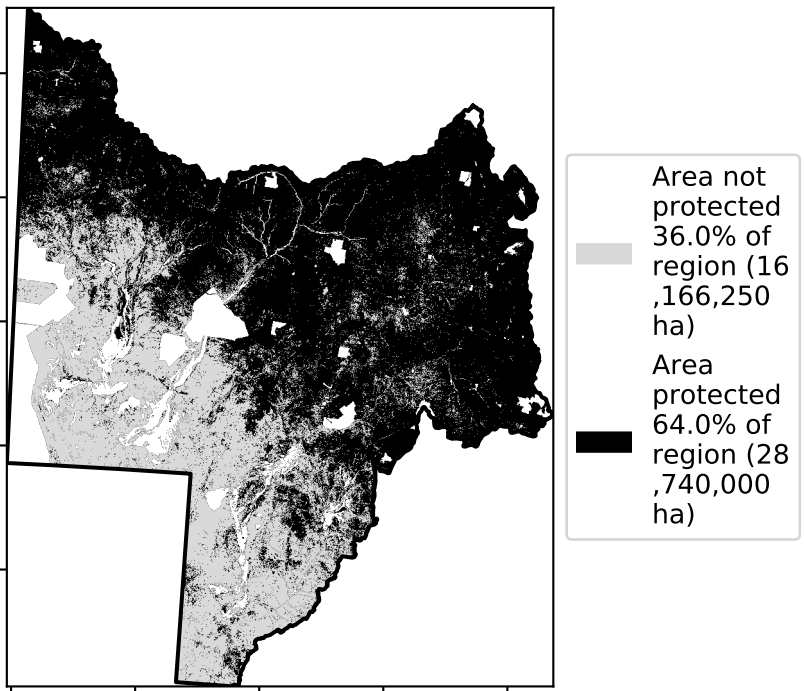 Area not
protected
36.0% of
region (16
,166,250
ha)
Area
protected
64.0% of
region (28
,740,000
ha)